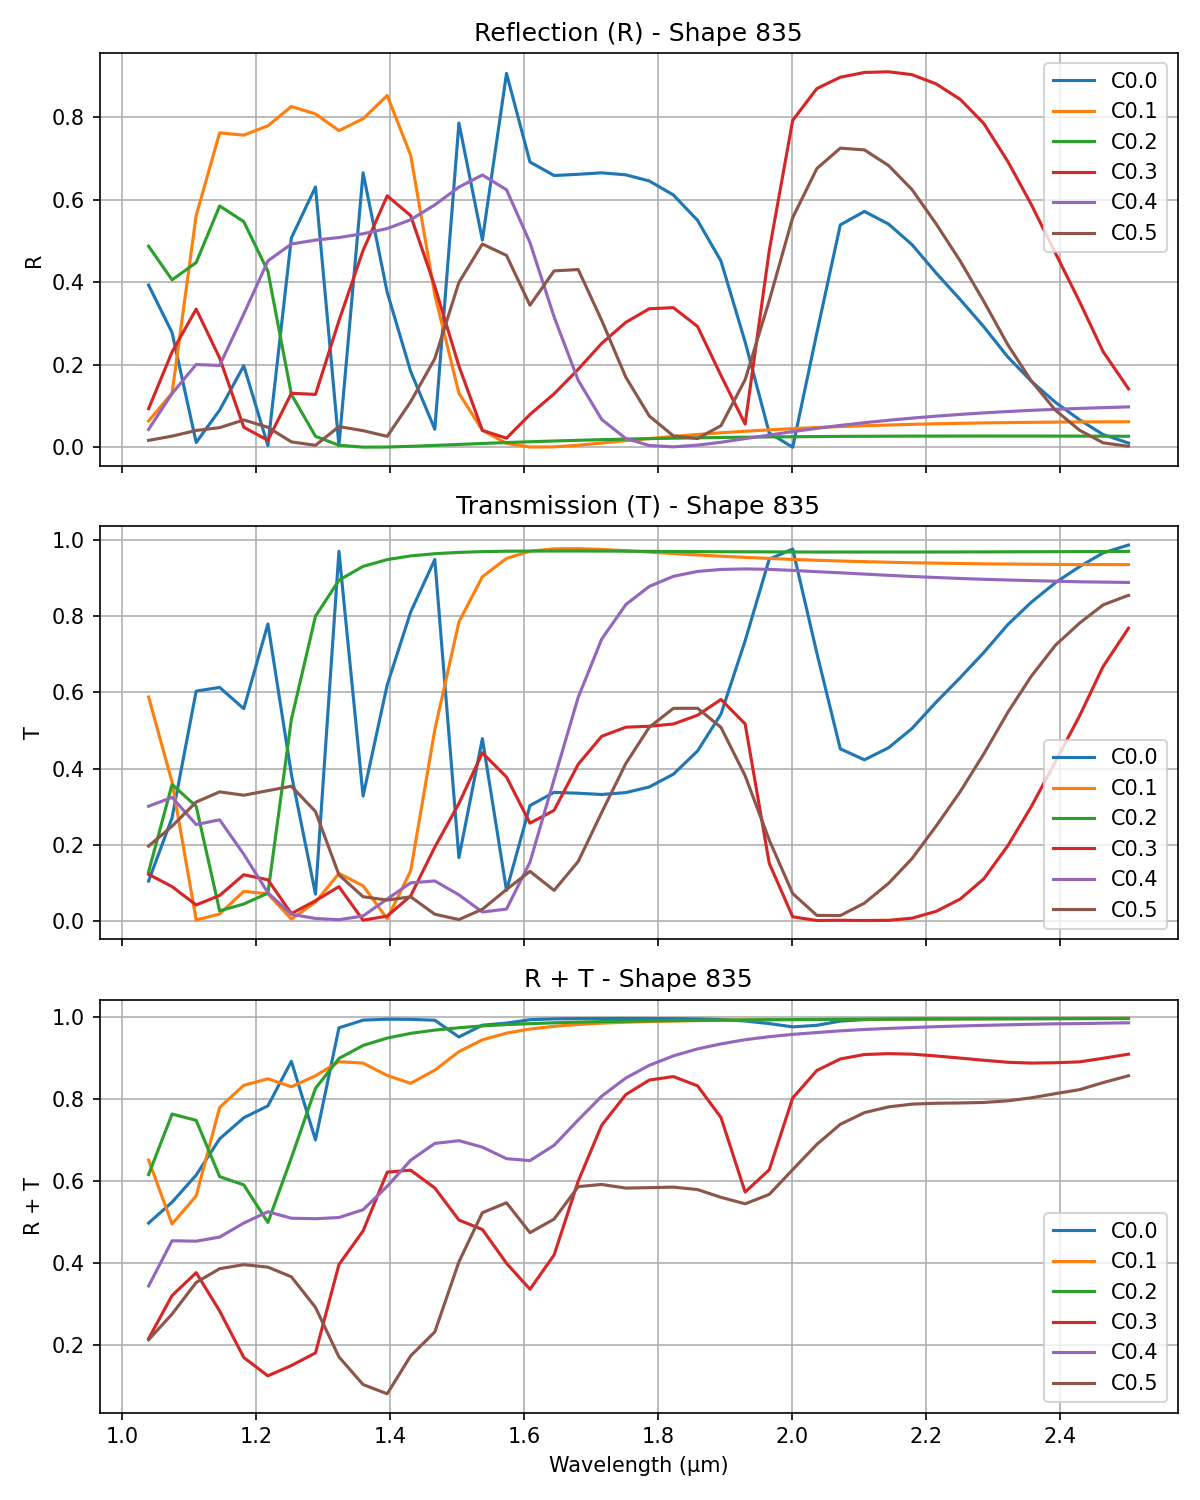 Reflection (R) - Shape 835
R
0.8
0.6
0.4
0.2
0.0
C0.0
C0.1
C0.2
C0.3
C0.4
C0.5
Transmission (T) - Shape 835
T
1.0
0.8
0.6
0.4
0.2
0.0
C0.0
C0.1
C0.2
C0.3
C0.4
C0.5
R + T - Shape 835
R + T
1.0
0.8
0.6
0.4
0.2
C0.0
C0.1
C0.2
C0.3
C0.4
C0.5
1.0 1.2 1.4 1.6 1.8 2.0 2.2 2.4
Wavelength (μm)